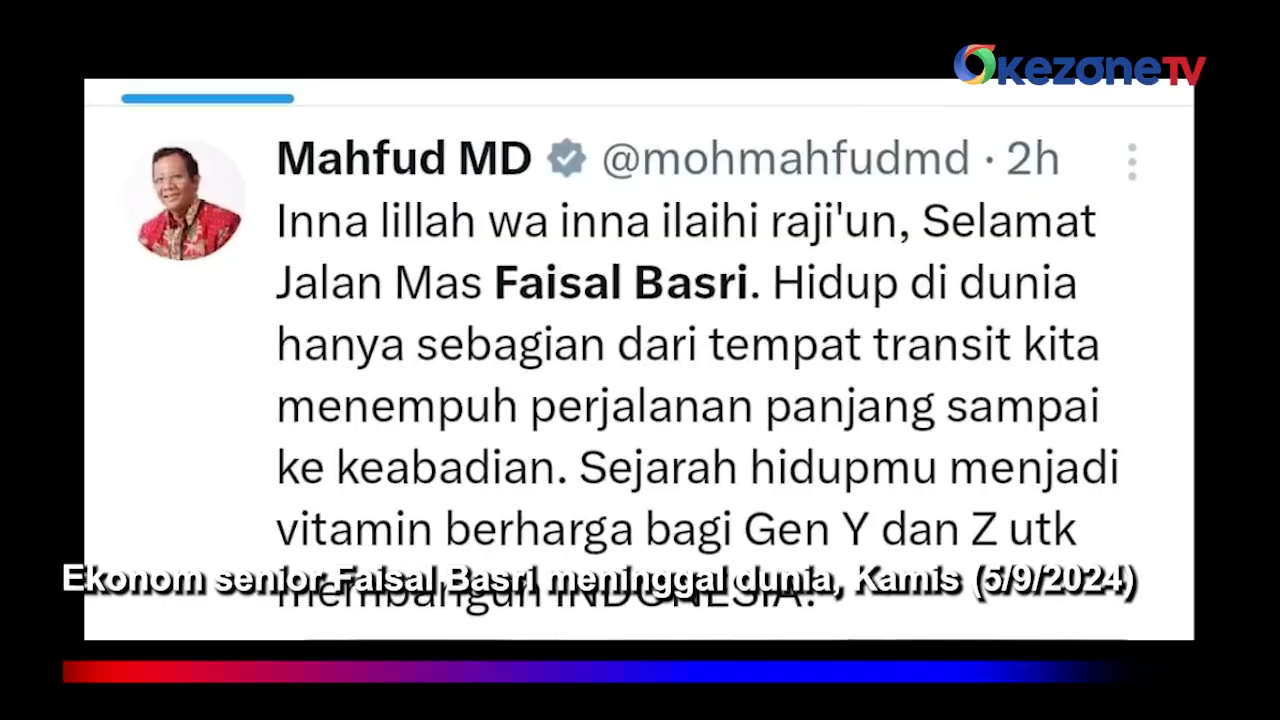 OkezoneTV
Mahfud MD @mohmahfudmd · 2h
Inna lillah wa inna ilaihi raji'un, Selamat
Jalan Mas Faisal Basri. Hidup di dunia
hanya sebagian dari tempat transit kita
menempuh perjalanan panjang sampai
ke keabadian. Sejarah hidupmu menjadi
vitamin berharga bagi Gen Y dan Z utk
Ekonom senior Faisal Basri meninggal dunia, Kamis (5/9/2024)
membangun INDONESIA.